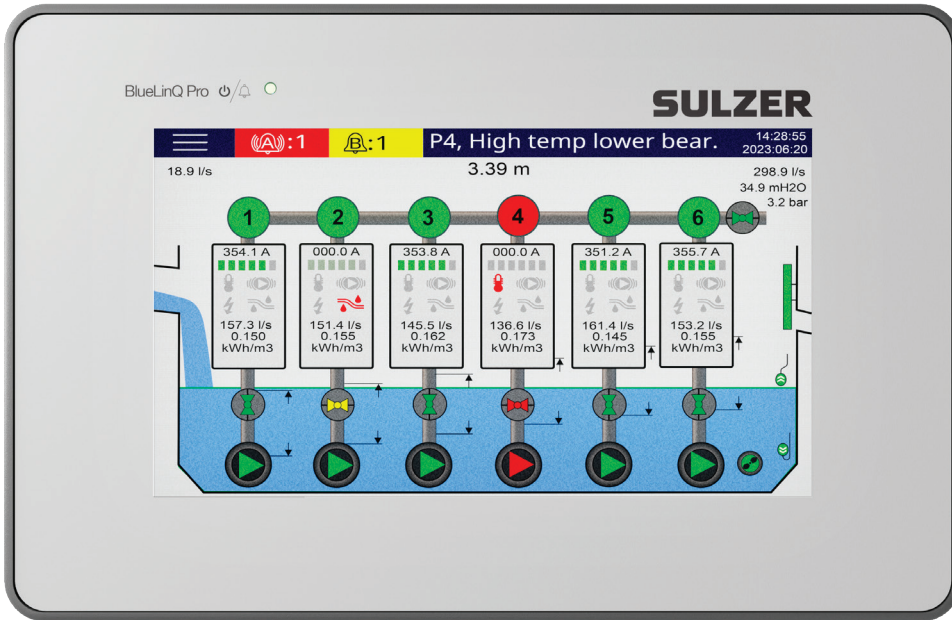 BlueLinQ Pro
SULZER
(A):1
B:1
P4, High temp lower bear.
14:28:55
2023:06:20
18.9 l/s
3.39 m
298.9 l/s
34.9 mH2O
3.2 bar
1
2
3
4
5
6
354.1 A
000.0 A
353.8 A
000.0 A
351.2 A
355.7 A
157.3 l/s
151.4 l/s
145.5 l/s
136.6 l/s
161.4 l/s
153.2 l/s
0.150
0.155
0.162
0.173
0.145
0.155
kWh/m3
kWh/m3
kWh/m3
kWh/m3
kWh/m3
kWh/m3